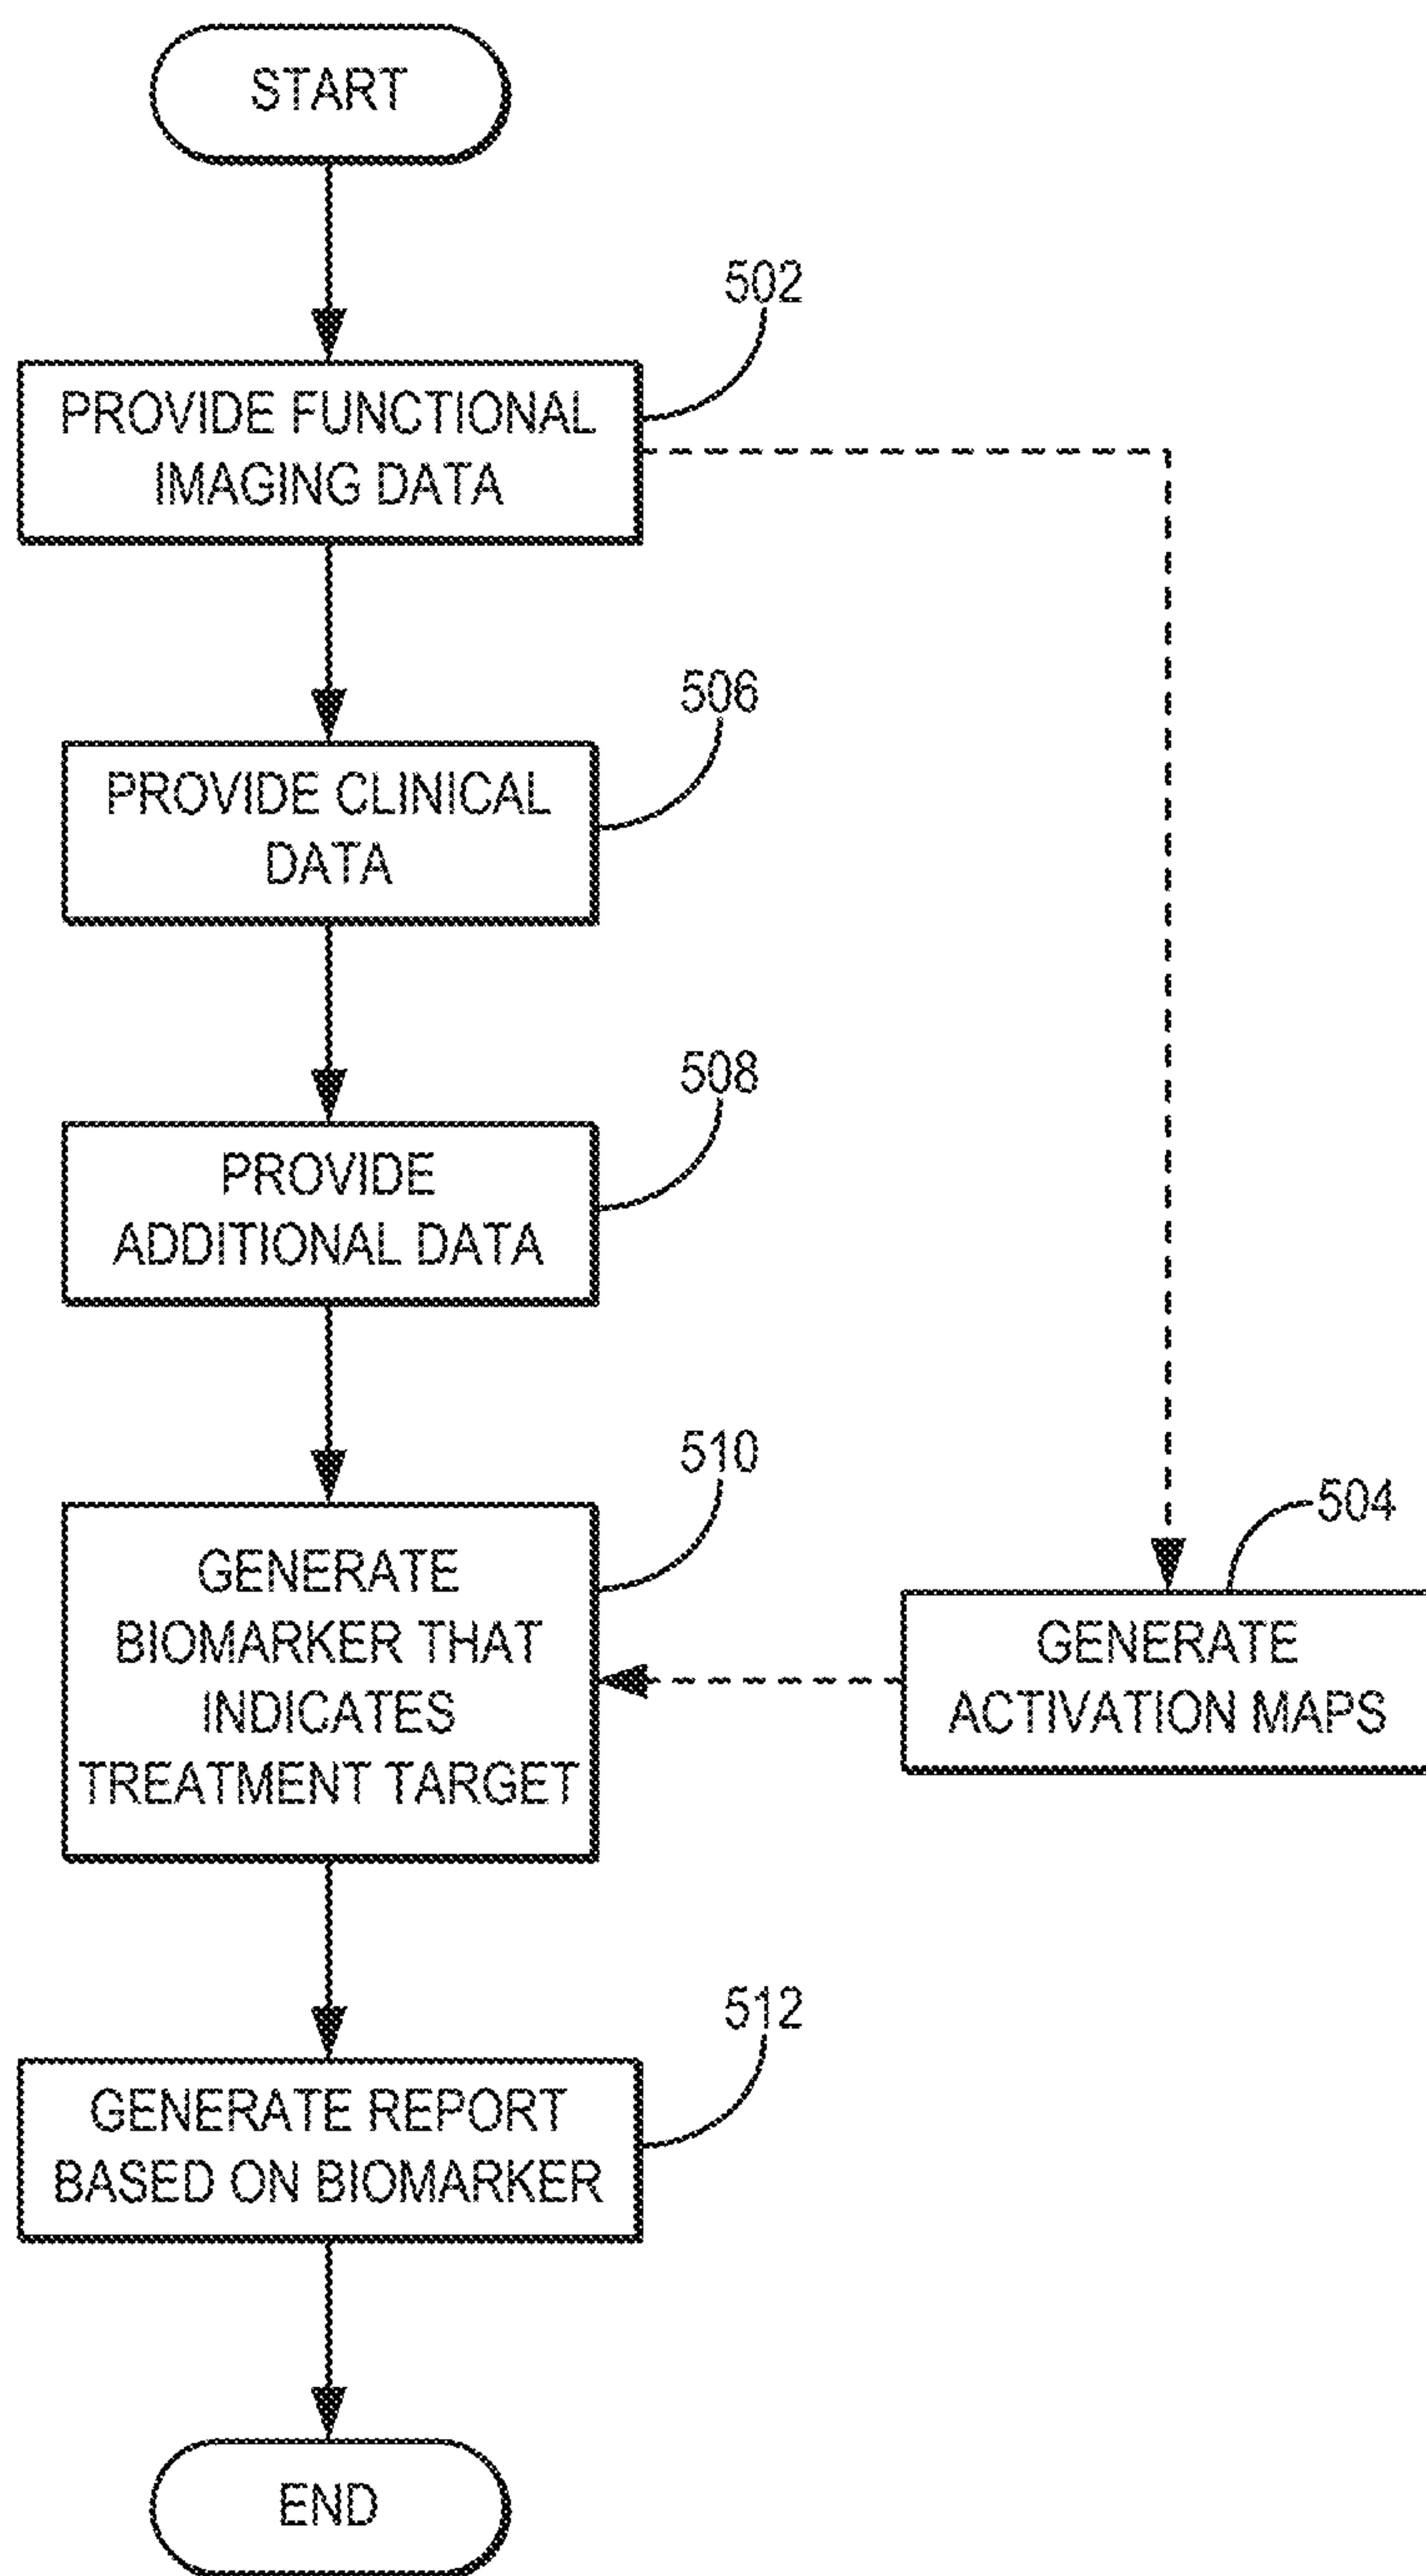 START
502
PROVIDE FUNCTIONAL
IMAGING DATA
506
PROVIDE CLINICAL
DATA
508
PROVIDE
ADDITIONAL DATA
510
GENERATE
BIOMARKER THAT
INDICATES
TREATMENT TARGET
504
GENERATE
ACTIVATION MAPS
512
GENERATE REPORT
BASED ON BIOMARKER
END